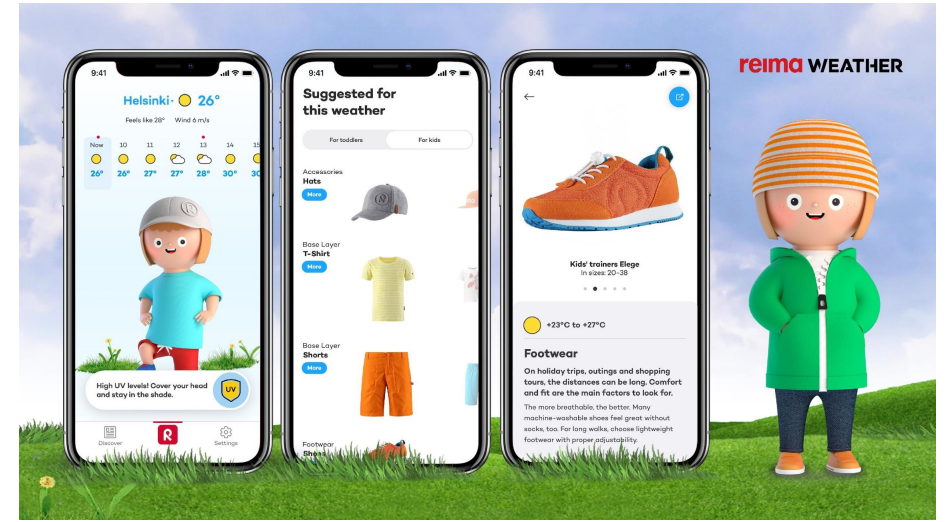 reima WEATHER
9:41
Helsinki· 26°
Feels like 28° Wind 6 m/s
Now 10 11 12 13 14 15
26° 26° 27° 27° 28° 30° 30
High UV levels! Cover your head
and stay in the shade.
UV
Discover
R
Settings
9:41
Suggested for
this weather
For toddlers
For kids
Accessories
Hats
More
Base Layer
T-Shirt
More
Base Layer
Shorts
More
Footwear
Shoes
9:41
Kids' trainers Elege
In sizes: 20-38
+23°C to +27°C
Footwear
On holiday trips, outings and shopping
tours, the distances can be long. Comfort
and fit are the main factors to look for.
The more breathable, the better. Many
machine-washable shoes feel great without
socks, too. For long walks, choose lightweight
footwear with proper adjustability.